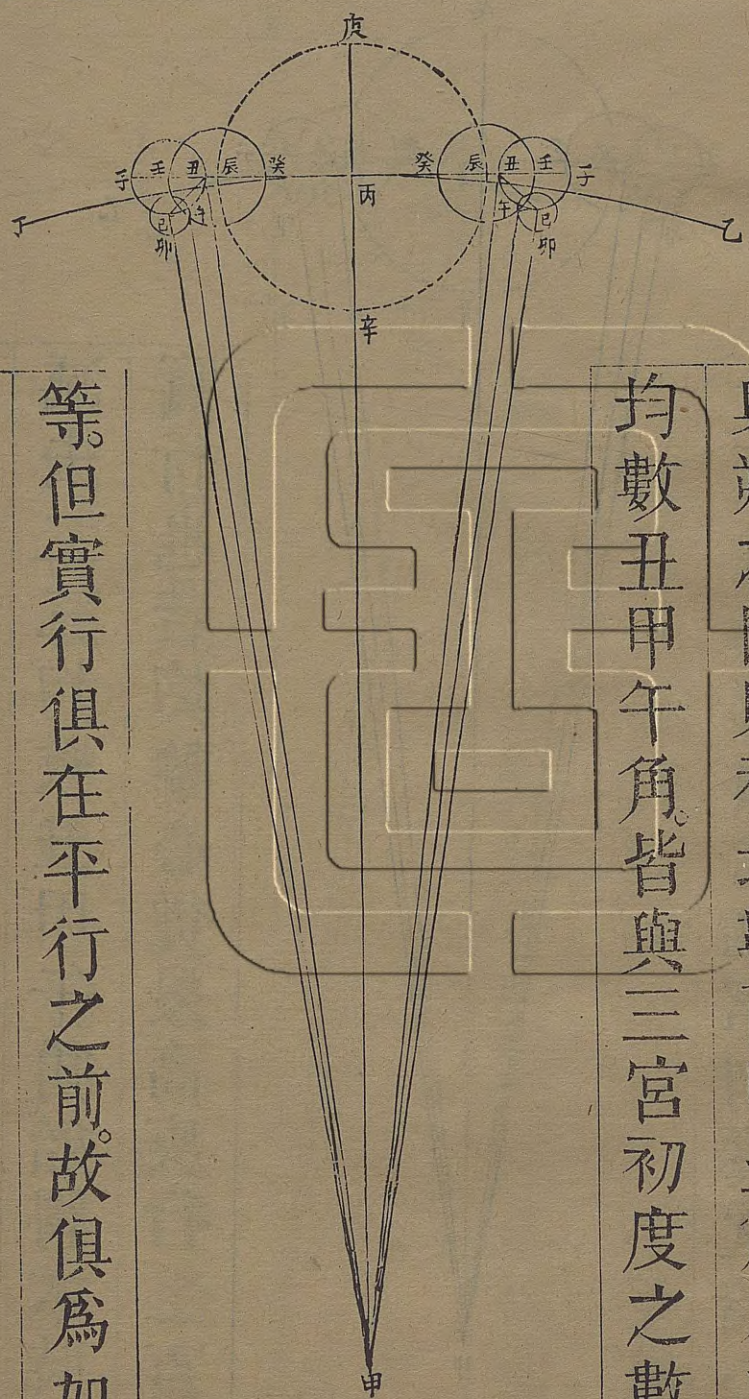 均數丑甲午角。皆與三宮初度之數
等。但實行俱在平行之前。故俱爲加
庚
子 壬 丑 辰 癸
癸 辰 丑 壬 子
丙
午
午
己
己
卯
卯
丁
乙
辛
甲